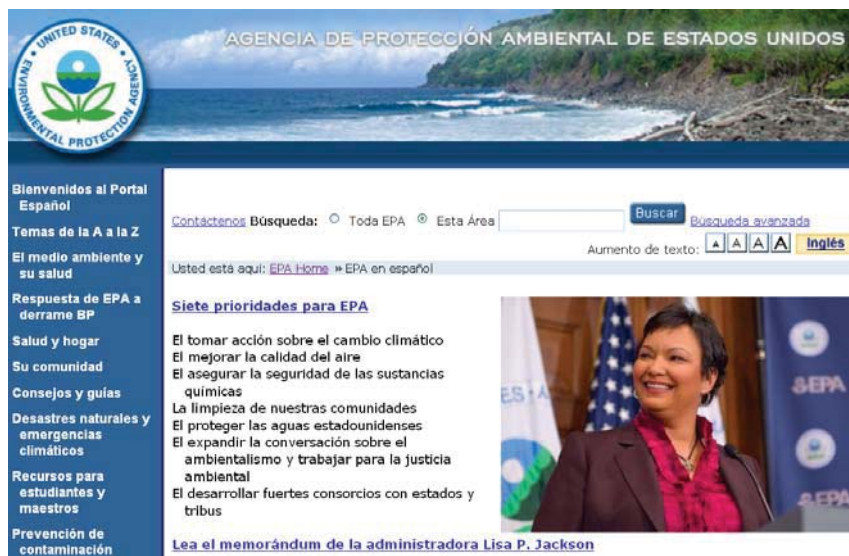 UNITED STATES
ENVIRONMENTAL PROTECTION AGENCY
AGENCIA DE PROTECCIÓN AMBIENTAL DE ESTADOS UNIDOS
Bienvenidos al Portal
Español
Temas de la A a la Z
El medio ambiente y
su salud
Respuesta de EPA a
derrame BP
Salud y hogar
Su comunidad
Consejos y guías
Desastres naturales y
emergencias
climáticos
Recursos para
estudiantes y
maestros
Prevención de
contaminación
Contáctenos Búsqueda: Toda EPA Esta Área Buscar Búsqueda avanzada
Aumento de texto: A A A A Inglés
Usted está aquí: EPA Home » EPA en español
Siete prioridades para EPA
El tomar acción sobre el cambio climático
El mejorar la calidad del aire
El asegurar la seguridad de las sustancias
químicas
La limpieza de nuestras comunidades
El proteger las aguas estadounidenses
El expandir la conversación sobre el
ambientalismo y trabajar para la justicia
ambiental
El desarrollar fuertes consorcios con estados y
tribus
EPA
EPA
Lea el memorándum de la administradora Lisa P. Jackson